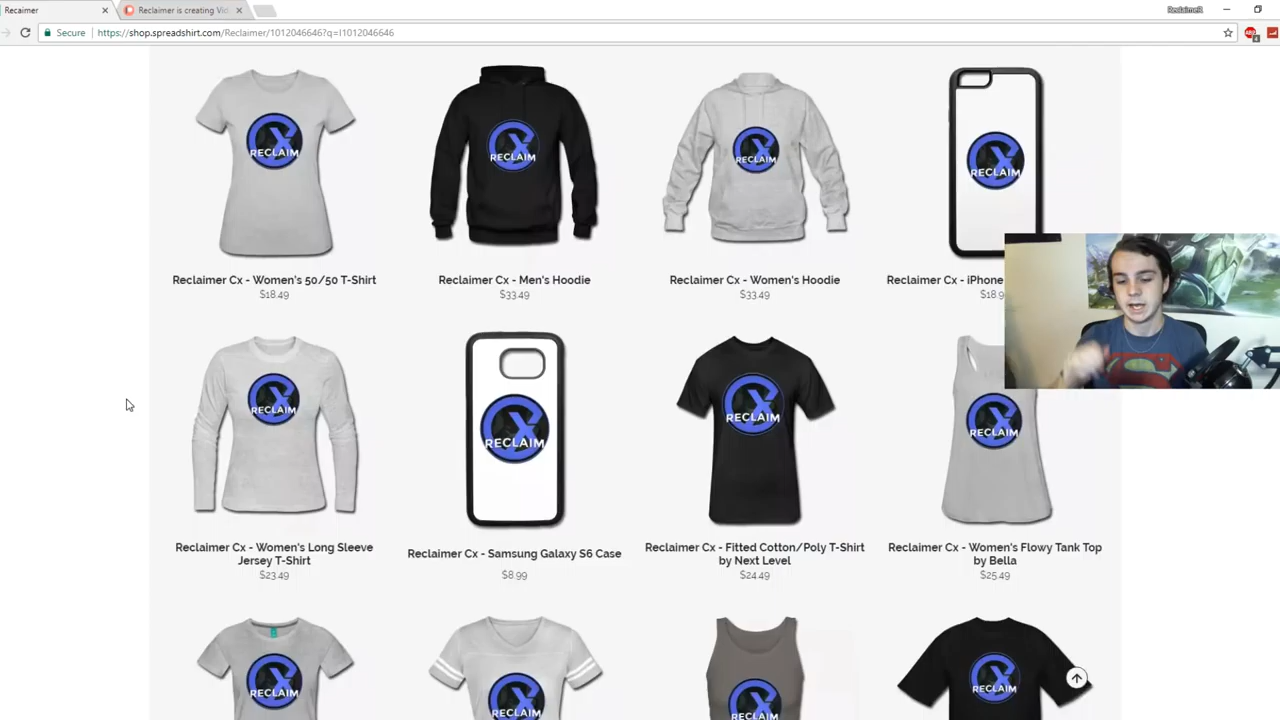 Recaimer
Reclaimer is creating Vid
ReclaimerR
Secure
https://shop.spreadshirt.com/Reclaimer/1012046646?q=I1012046646
RECLAIM
RECLAIM
RECLAIM
RECLAIM
Reclaimer Cx - Women's 50/50 T-Shirt
$18.49
Reclaimer Cx - Men's Hoodie
$33.49
Reclaimer Cx - Women's Hoodie
$33.49
Reclaimer Cx - iPhone
$18.9
RECLAIM
RECLAIM
RECLAIM
RECLAIM
Reclaimer Cx - Women's Long Sleeve
Jersey T-Shirt
$23.49
Reclaimer Cx - Samsung Galaxy S6 Case
$8.99
Reclaimer Cx - Fitted Cotton/Poly T-Shirt
by Next Level
$24.49
Reclaimer Cx - Women's Flowy Tank Top
by Bella
$25.49
RECLAIM
RECLAIM
RECLAIM
RECLAIM